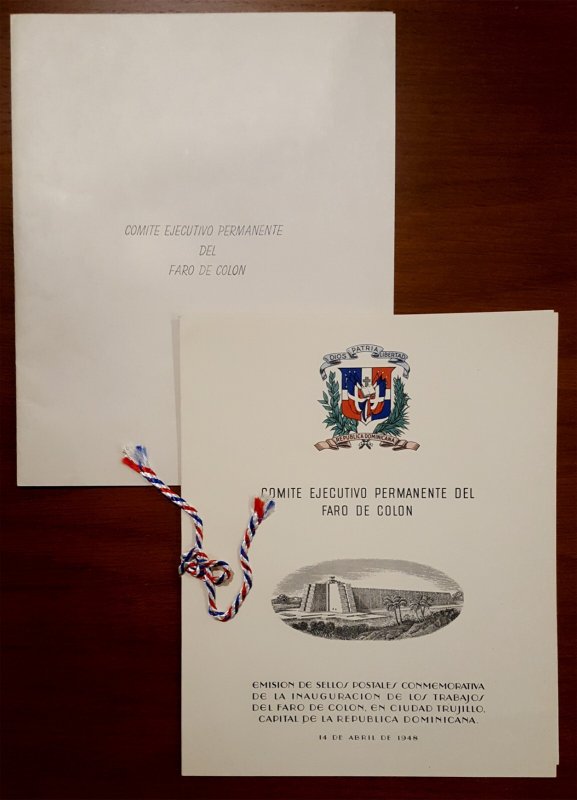 COMITE EJECUTIVO PERMANENTE
DEL
FARO DE COLON
DIOS PATRIA LIBERTAD
REPUBLICA DOMINICANA
COMITE EJECUTIVO PERMANENTE DEL
FARO DE COLON
EMISION DE SELLOS POSTALES CONMEMORATIVA
DE LA INAUGURACION DE LOS TRABAJOS
DEL FARO DE COLON, EN CIUDAD TRUJILLO,
CAPITAL DE LA REPUBLICA DOMINICANA.
14 DE ABRIL DE 1948